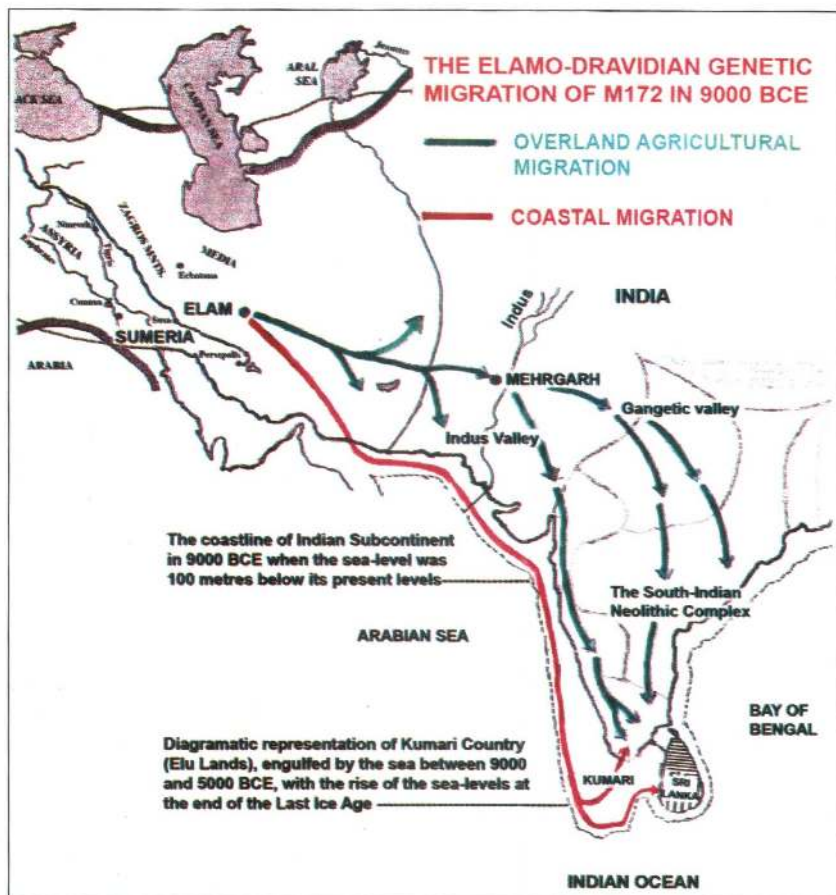 THE ELAMO-DRAVIDIAN GENETIC
MIGRATION OF M172 IN 9000 BCE
OVERLAND AGRICULTURAL
MIGRATION
COASTAL MIGRATION
ACK SEA
CASPIAN SEA
ARAL
SEA
ASSYRIA
Nineveh
Tigris
ZAGROS MNTS.
MEDIA
Ecbatana
ELAM
SUMERIA
Susa
Persepolis
ARABIA
Indus
INDIA
MEHRGARH
Gangetic valley
Indus Valley
The coastline of Indian Subcontinent
in 9000 BCE when the sea-level was
100 metres below its present levels
The South-Indian
Neolithic Complex
ARABIAN SEA
BAY OF
BENGAL
Diagramatic representation of Kumari Country
(Elu Lands), engulfed by the sea between 9000
and 5000 BCE, with the rise of the sea-levels at
the end of the Last Ice Age
KUMARI
SRI
LANKA
INDIAN OCEAN